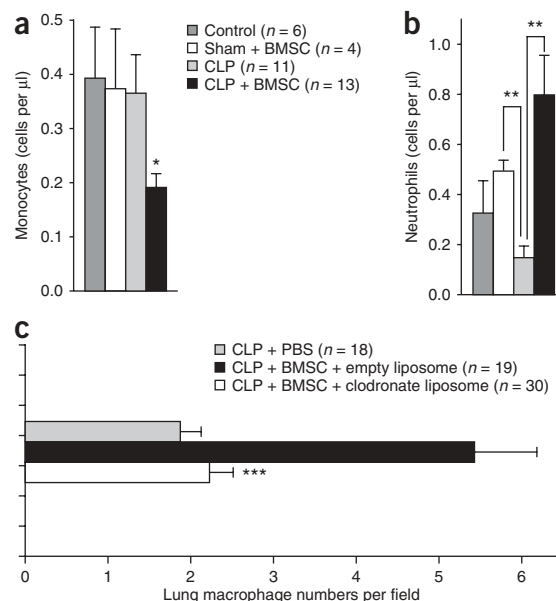 a
Control (n = 6)
Sham + BMSC (n = 4)
CLP (n = 11)
CLP + BMSC (n = 13)
Monocytes (cells per μl)
0.5
0.4
0.3
0.2
0.1
0.0
*
b
Neutrophils (cells per μl)
1.0
0.8
0.6
0.4
0.2
0.0
**
**
c
CLP + PBS (n = 18)
CLP + BMSC + empty liposome (n = 19)
CLP + BMSC + clodronate liposome (n = 30)
***
0 1 2 3 4 5 6
Lung macrophage numbers per field